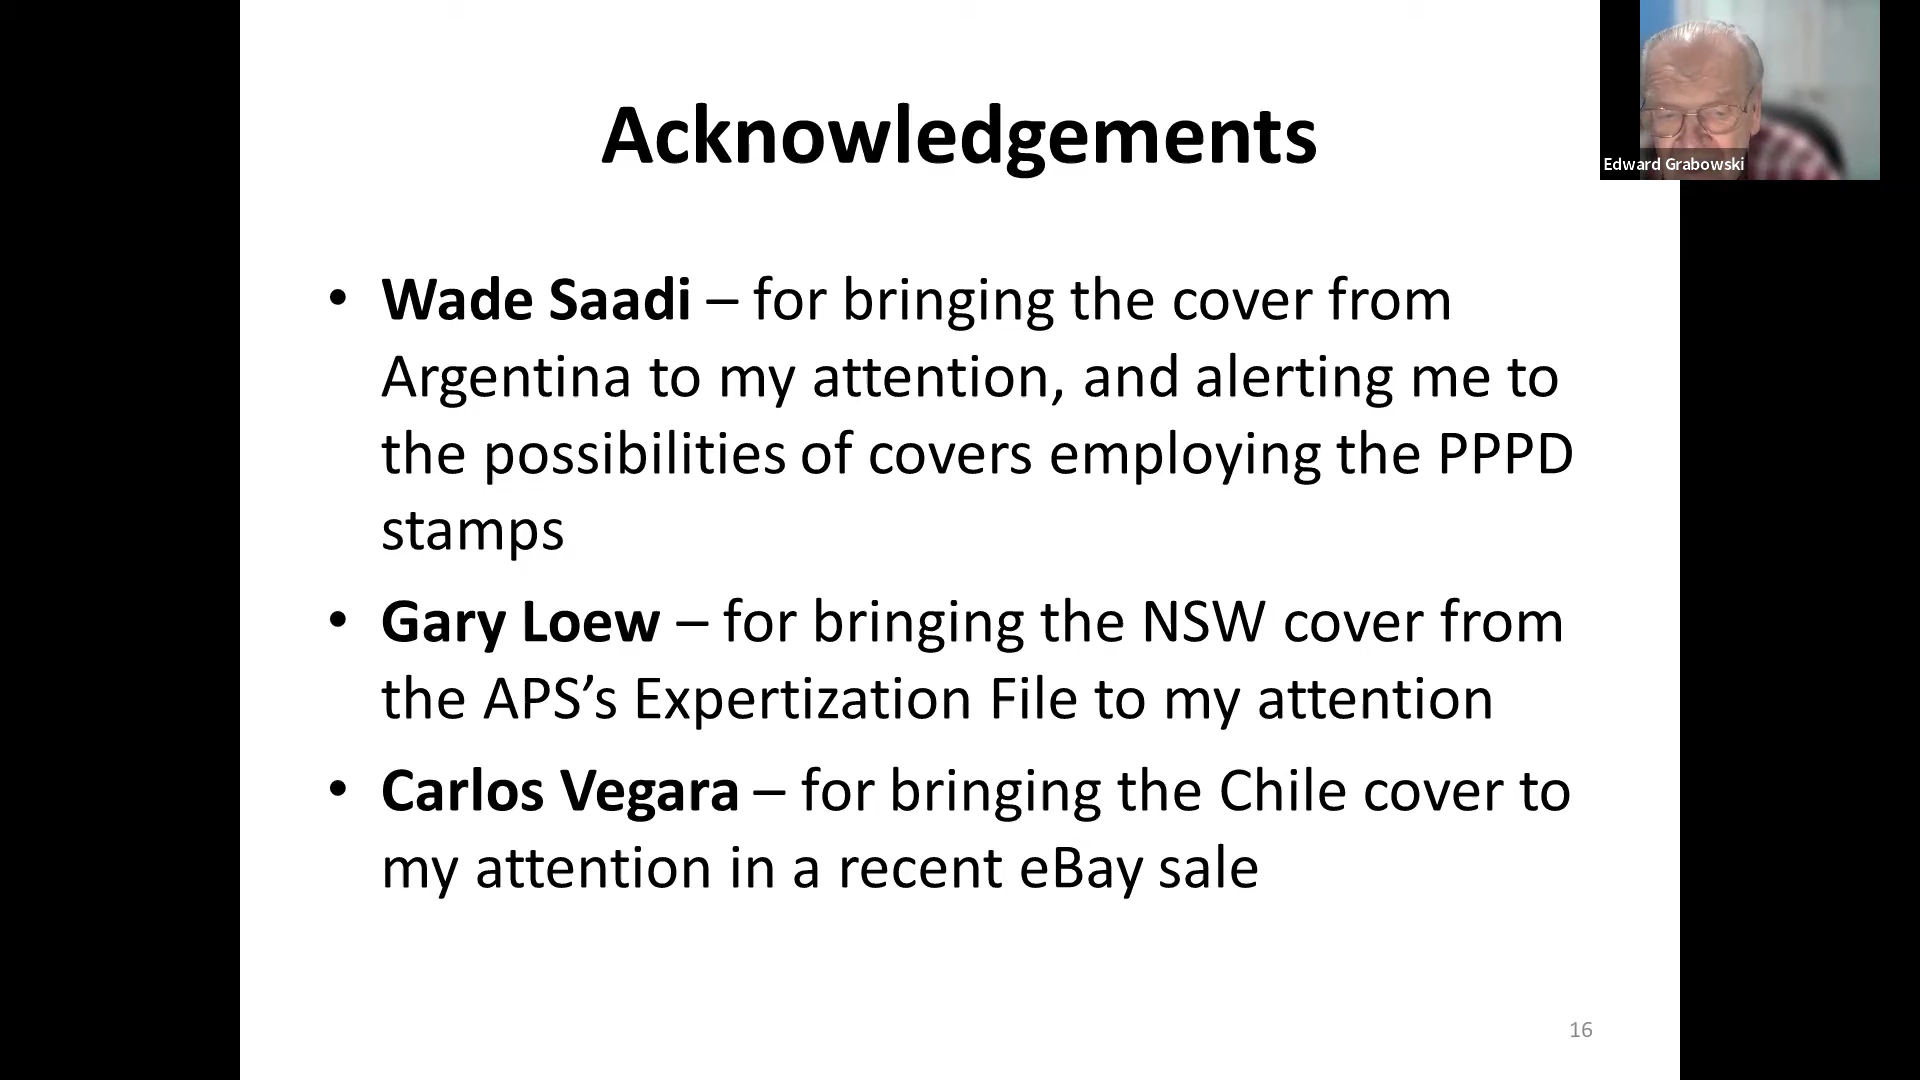 Acknowledgements
Edward Grabowski
• Wade Saadi – for bringing the cover from
Argentina to my attention, and alerting me to
the possibilities of covers employing the PPPD
stamps
• Gary Loew – for bringing the NSW cover from
the APS’s Expertization File to my attention
• Carlos Vegara – for bringing the Chile cover to
my attention in a recent eBay sale
16